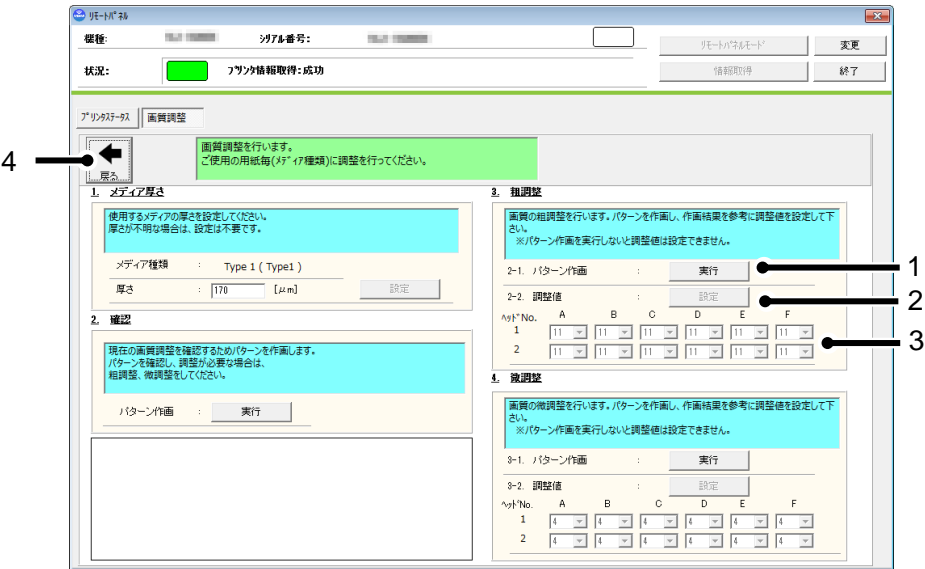 リモートパネル
機種:
シリアル番号:
リモートパネルモード
変更
状況:
プリンタ情報取得:成功
情報取得
終了
プリンタステータス
画質調整
4
戻る
画質調整を行います。
ご使用の用紙毎(メディア種類)に調整を行ってください。
1. メディア厚さ
使用するメディアの厚さを設定してください。
厚さが不明な場合は、設定は不要です。
メディア種類 : Type 1 ( Type1 )
厚さ : 170 [μm] 設定
2. 確認
現在の画質調整を確認するためパターンを作画します。
パターンを確認し、調整が必要な場合は、
粗調整、微調整をしてください。
パターン作画 : 実行
3. 粗調整
画質の粗調整を行います。パターンを作画し、作画結果を参考に調整値を設定して下
さい。
※パターン作画を実行しないと調整値は設定できません。
2-1. パターン作画 : 実行
1
2-2. 調整値 : 設定
2
ヘッドNo. A B C D E F
1 11 11 11 11 11 11
2 11 11 11 11 11 11
3
4. 微調整
画質の微調整を行います。パターンを作画し、作画結果を参考に調整値を設定して下
さい。
※パターン作画を実行しないと調整値は設定できません。
3-1. パターン作画 : 実行
3-2. 調整値 : 設定
ヘッドNo. A B C D E F
1 4 4 4 4 4 4
2 4 4 4 4 4 4